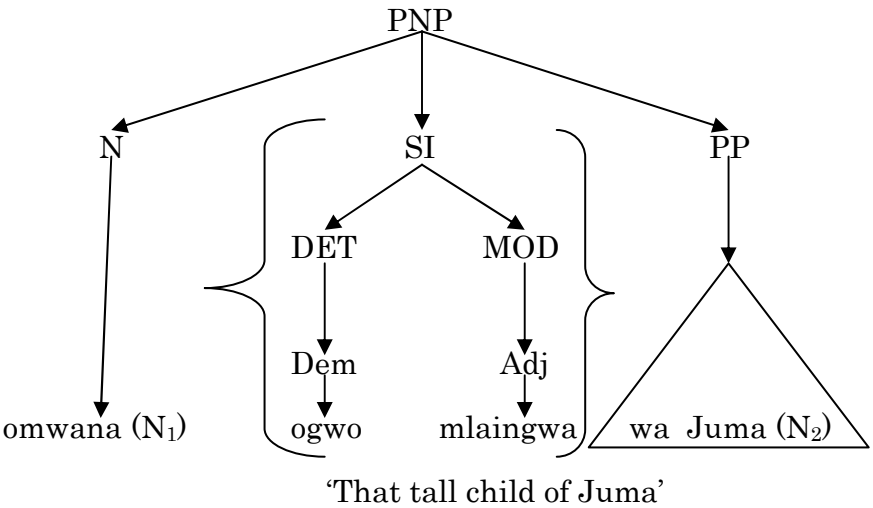 PNP
N SI PP
DET MOD
Dem Adj
omwana (N₁) ogwo mlaingwa wa Juma (N₂)
‘That tall child of Juma’